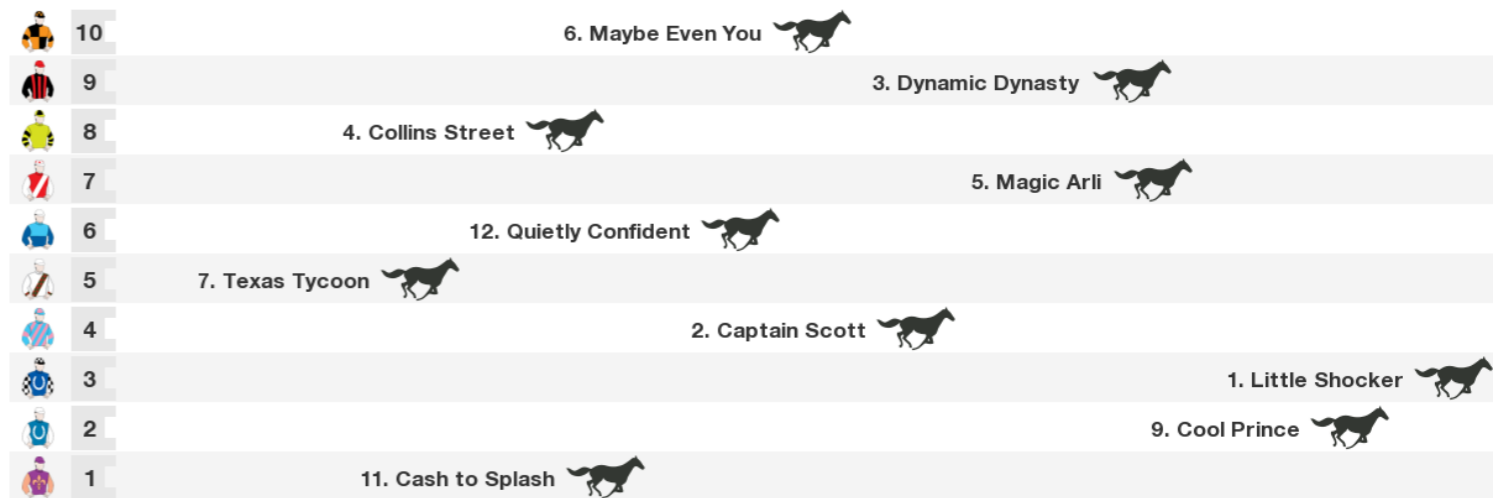 10 6. Maybe Even You
9 3. Dynamic Dynasty
8 4. Collins Street
7 5. Magic Arli
6 12. Quietly Confident
5 7. Texas Tycoon
4 2. Captain Scott
3 1. Little Shocker
2 9. Cool Prince
1 11. Cash to Splash